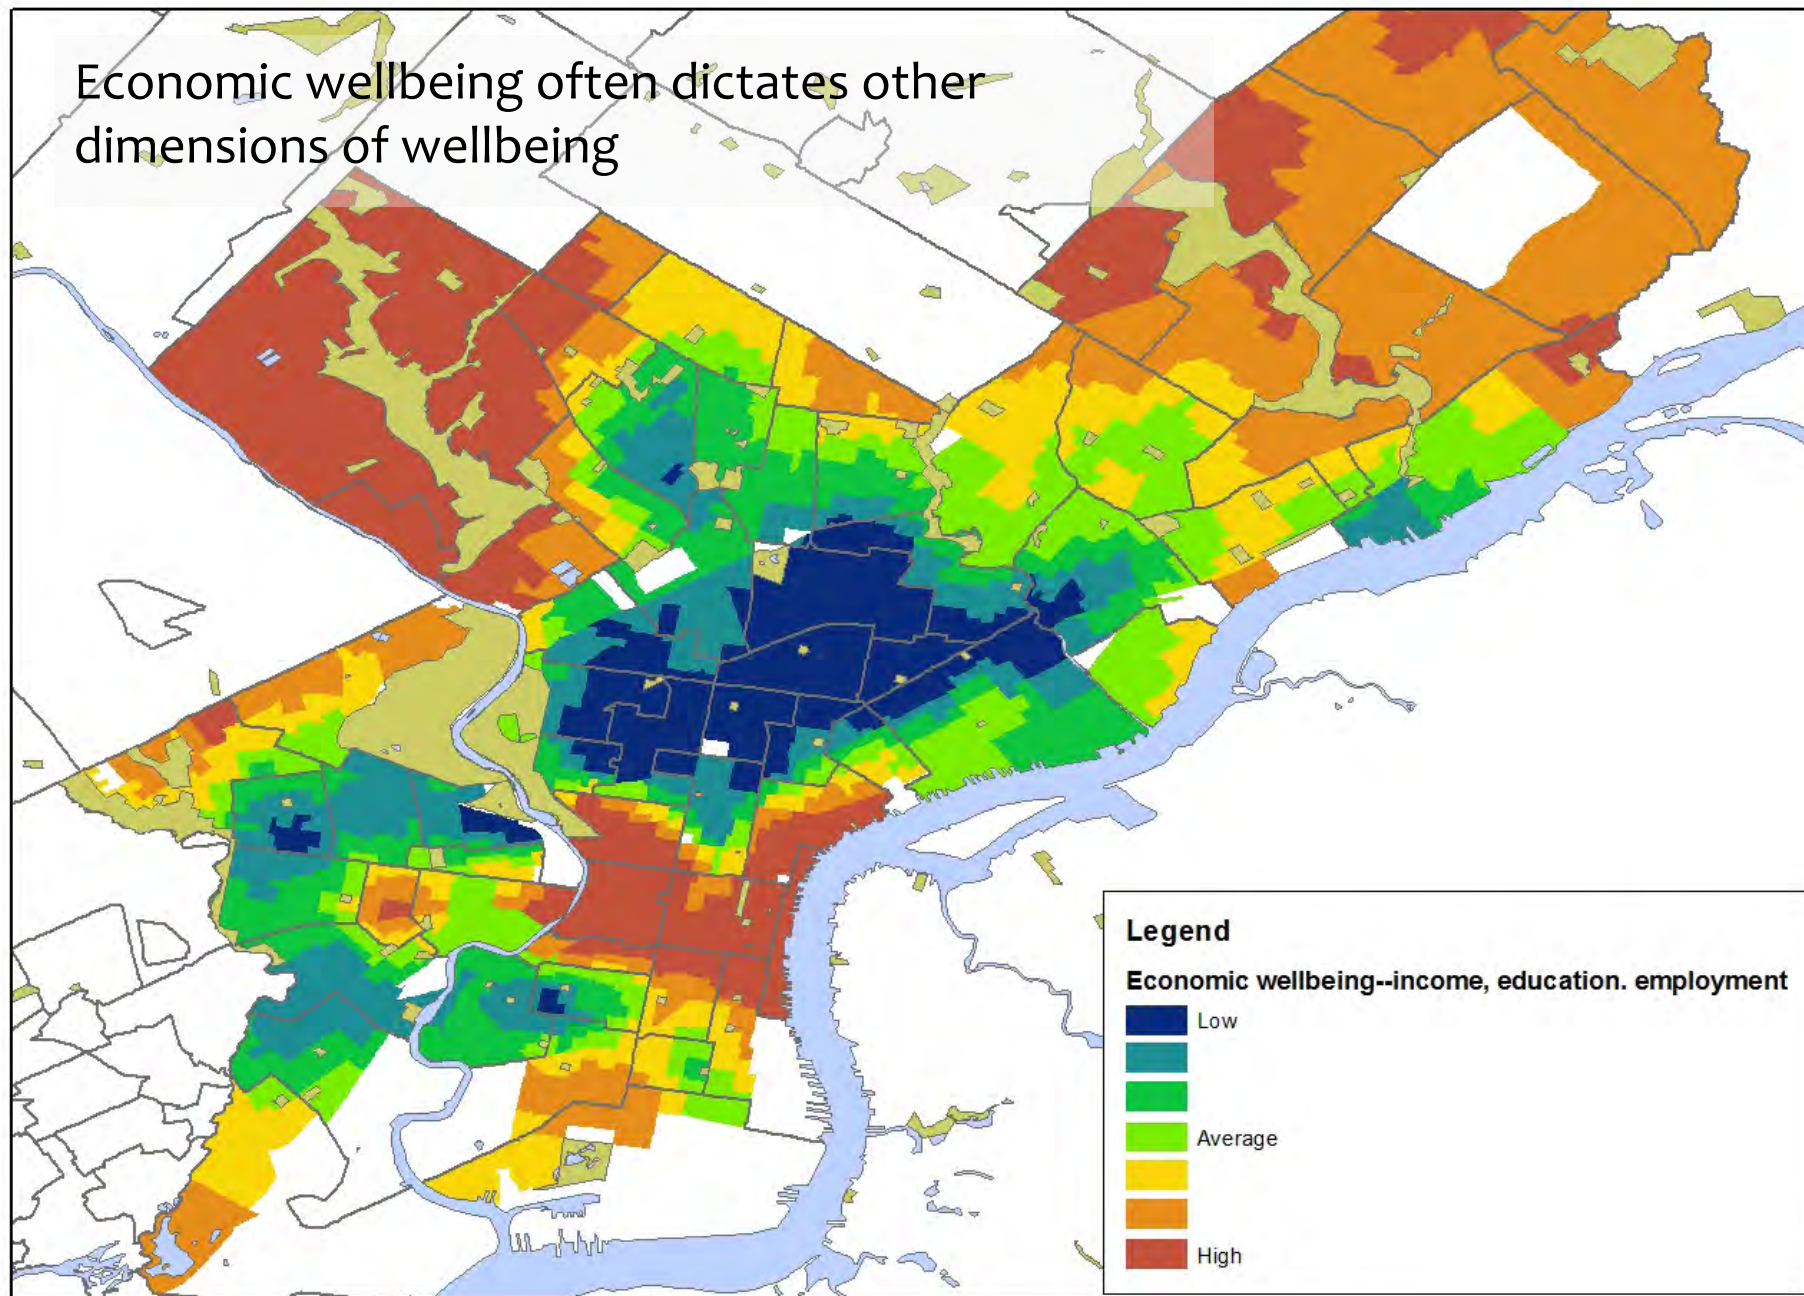 Economic wellbeing often dictates other
dimensions of wellbeing
Legend
Economic wellbeing--income, education. employment
Low
Average
High